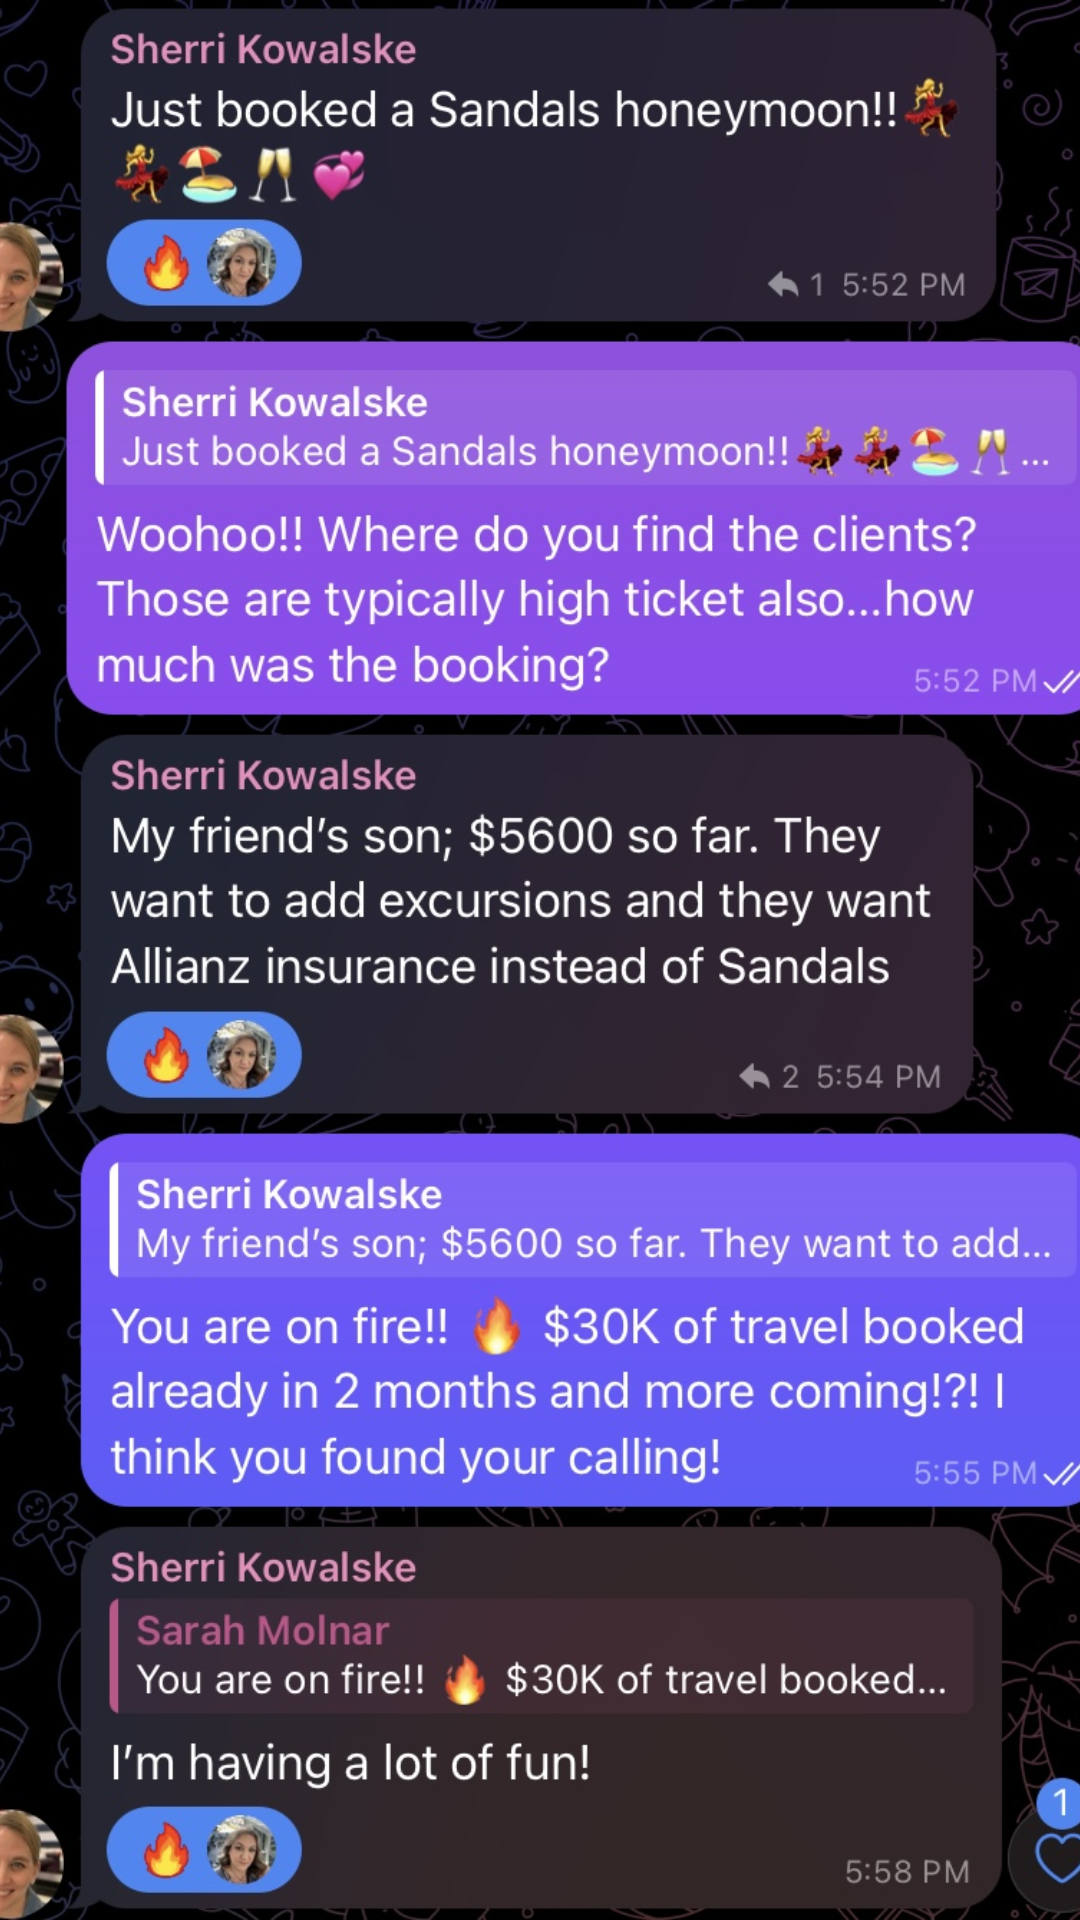 Sherri Kowalske
Just booked a Sandals honeymoon!!💃
💃🏖️🥂💞
🔥
1 5:52 PM
Sherri Kowalske
Just booked a Sandals honeymoon!!💃💃🏖️🥂...
Woohoo!! Where do you find the clients?
Those are typically high ticket also...how
much was the booking?
5:52 PM
Sherri Kowalske
My friend’s son; $5600 so far. They
want to add excursions and they want
Allianz insurance instead of Sandals
🔥
2 5:54 PM
Sherri Kowalske
My friend’s son; $5600 so far. They want to add...
You are on fire!! 🔥 $30K of travel booked
already in 2 months and more coming!?! I
think you found your calling!
5:55 PM
Sherri Kowalske
Sarah Molnar
You are on fire!! 🔥 $30K of travel booked...
I’m having a lot of fun!
🔥
1
5:58 PM